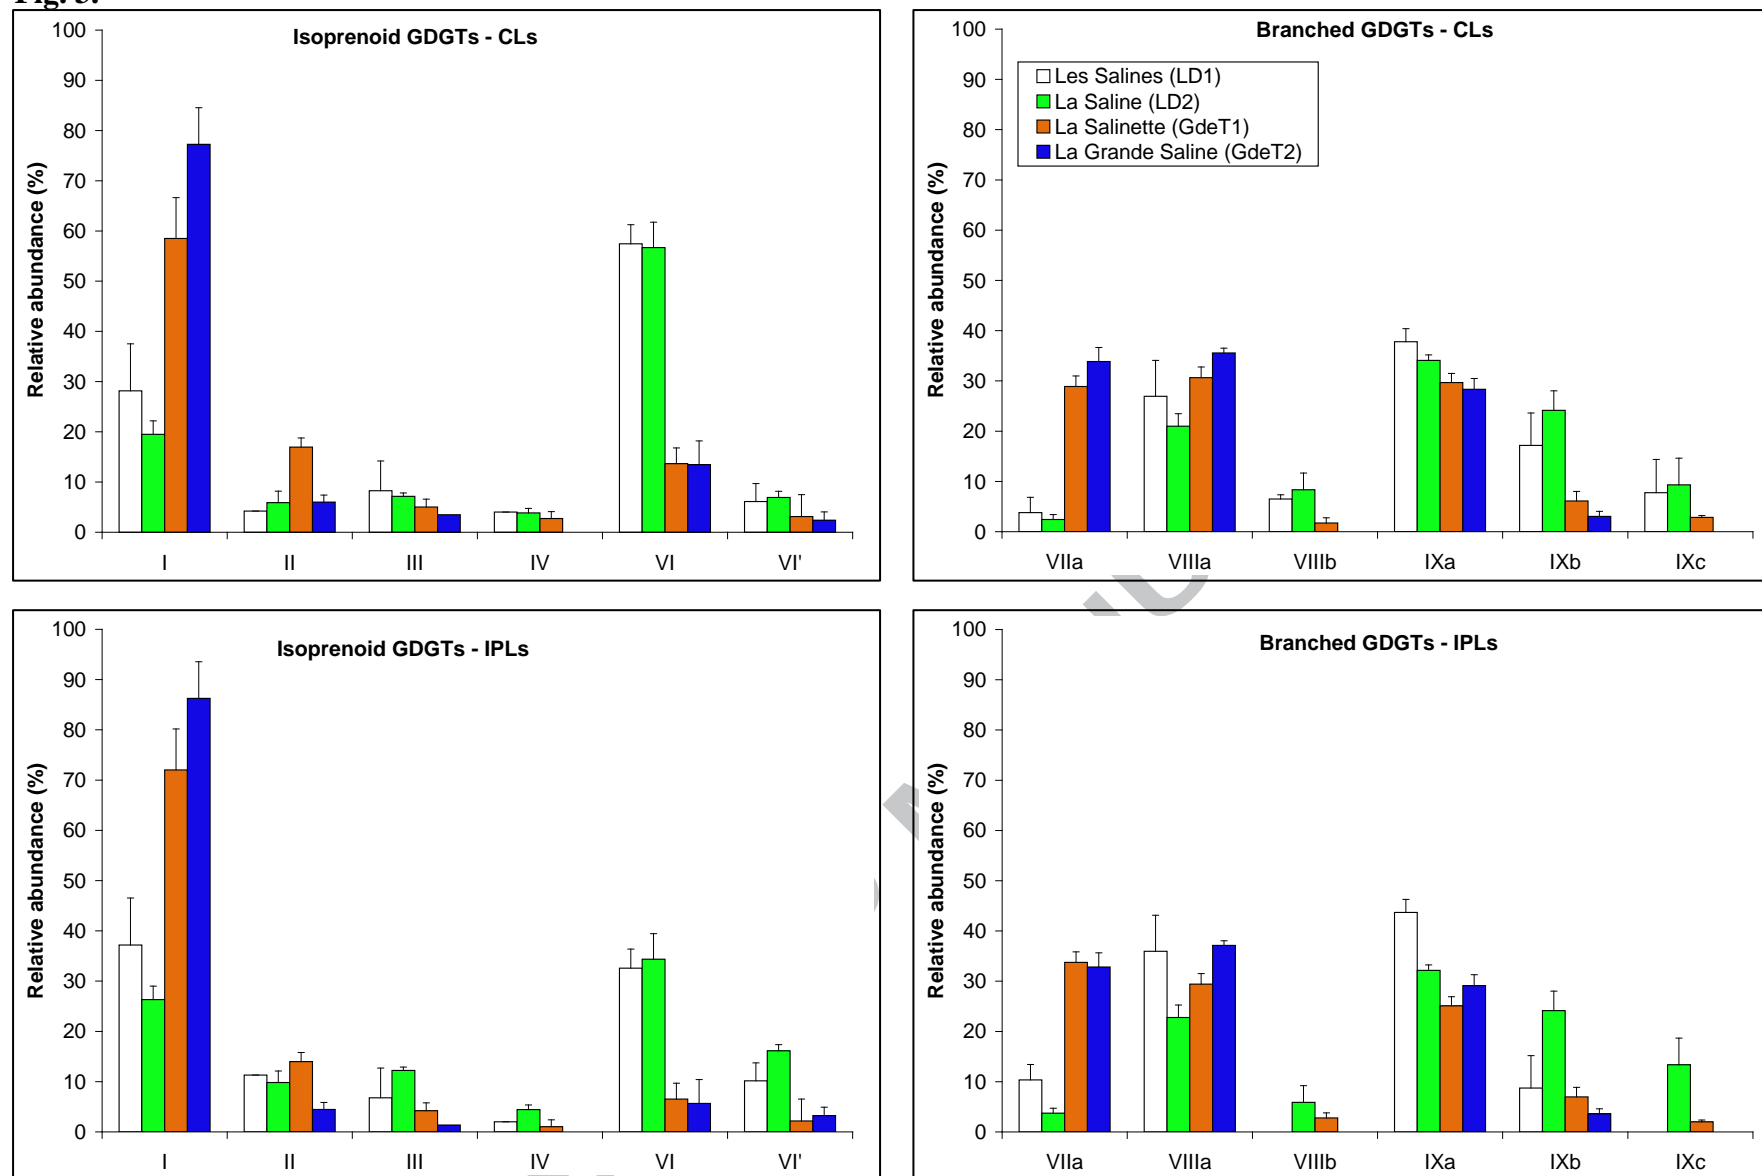 Fig. 3.
Isoprenoid GDGTs - CLs
Relative abundance (%)
100
90
80
70
60
50
40
30
20
10
0
I II III IV VI VI'
Branched GDGTs - CLs
Les Salines (LD1)
La Saline (LD2)
La Salinette (GdeT1)
La Grande Saline (GdeT2)
Relative abundance (%)
100
90
80
70
60
50
40
30
20
10
0
VIIa VIIIa VIIIb IXa IXb IXc
Isoprenoid GDGTs - IPLs
Relative abundance (%)
100
90
80
70
60
50
40
30
20
10
0
I II III IV VI VI'
Branched GDGTs - IPLs
Relative abundance (%)
100
90
80
70
60
50
40
30
20
10
0
VIIa VIIIa VIIIb IXa IXb IXc